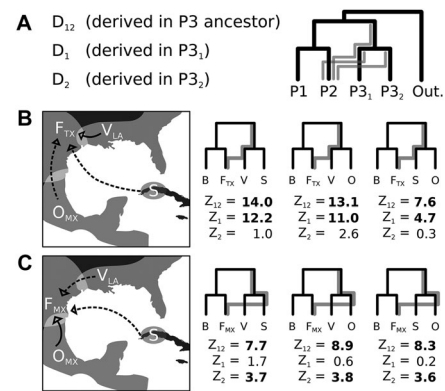 A
D12 (derived in P3 ancestor)
D1 (derived in P31)
D2 (derived in P32)
P1 P2 P31 P32 Out.
B
FTX VLA
S
OMX
B FTX V S
Z12 = 14.0
Z1 = 12.2
Z2 = 1.0
B FTX V O
Z12 = 13.1
Z1 = 11.0
Z2 = 2.6
B FTX S O
Z12 = 7.6
Z1 = 4.7
Z2 = 0.3
C
VLA
FMX
S
OMX
B FMX V S
Z12 = 7.7
Z1 = 1.7
Z2 = 3.7
B FMX V O
Z12 = 8.9
Z1 = 0.6
Z2 = 3.8
B FMX S O
Z12 = 8.3
Z1 = 0.2
Z2 = 3.6